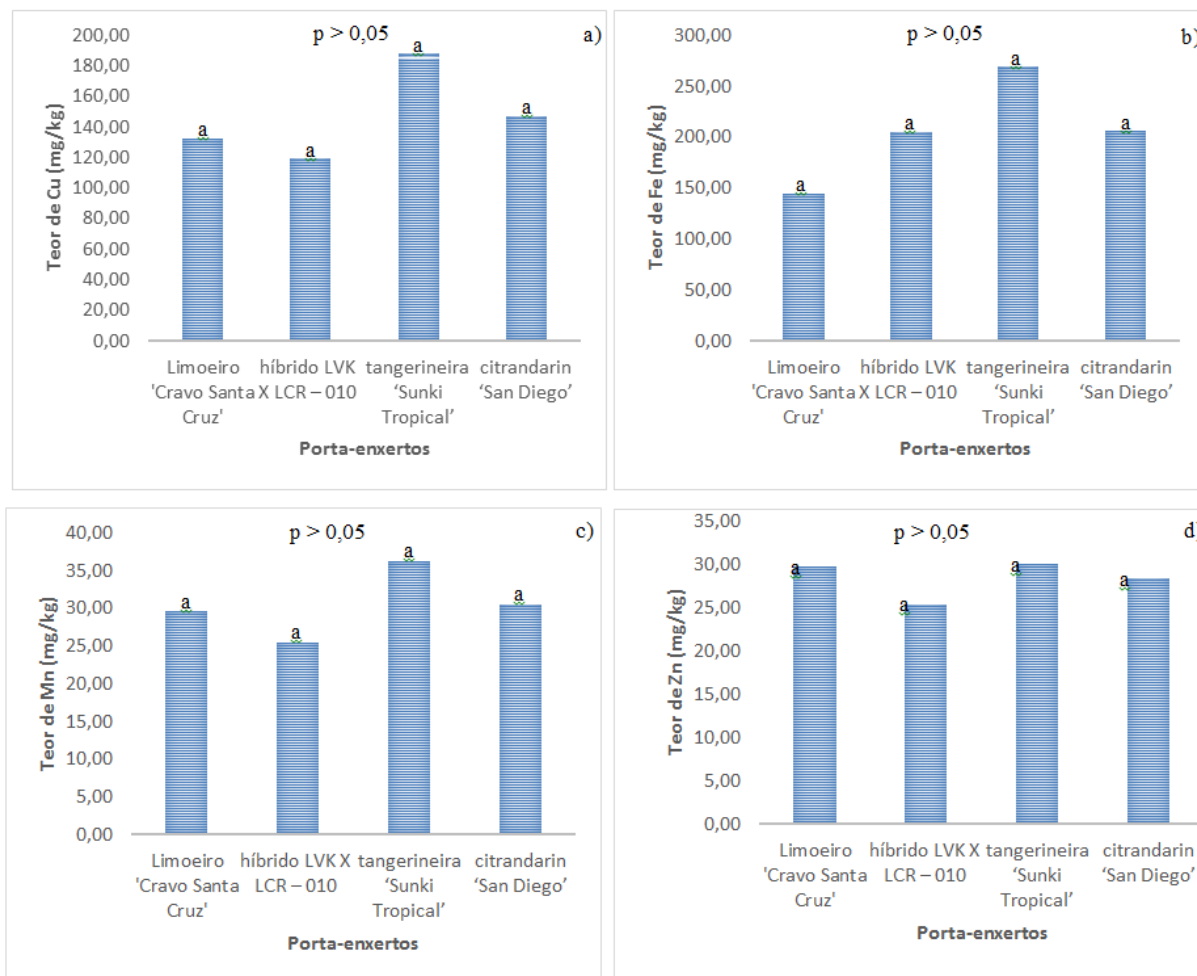 p > 0,05
a)
200,00
180,00
160,00
140,00
120,00
100,00
80,00
60,00
40,00
20,00
0,00
Teor de Cu (mg/kg)
a
a
a
a
Limoeiro
'Cravo Santa
Cruz'
híbrido LVK
X LCR – 010
tangerineira
‘Sunki
Tropical’
citrandarin
‘San Diego’
Porta-enxertos
p > 0,05
b)
300,00
250,00
200,00
150,00
100,00
50,00
0,00
Teor de Fe (mg/kg)
a
a
a
a
Limoeiro
'Cravo Santa
Cruz'
híbrido LVK
X LCR – 010
tangerineira
‘Sunki
Tropical’
citrandarin
‘San Diego’
Porta-enxertos
p > 0,05
c)
40,00
35,00
30,00
25,00
20,00
15,00
10,00
5,00
0,00
Teor de Mn (mg/kg)
a
a
a
a
Limoeiro
'Cravo Santa
Cruz'
híbrido LVK X
LCR – 010
tangerineira
‘Sunki
Tropical’
citrandarin
‘San Diego’
Porta-enxertos
p > 0,05
d)
35,00
30,00
25,00
20,00
15,00
10,00
5,00
0,00
Teor de Zn (mg/kg)
a
a
a
a
Limoeiro
'Cravo Santa
Cruz'
híbrido LVK X
LCR – 010
tangerineira
‘Sunki
Tropical’
citrandarin
‘San Diego’
Porta-enxertos